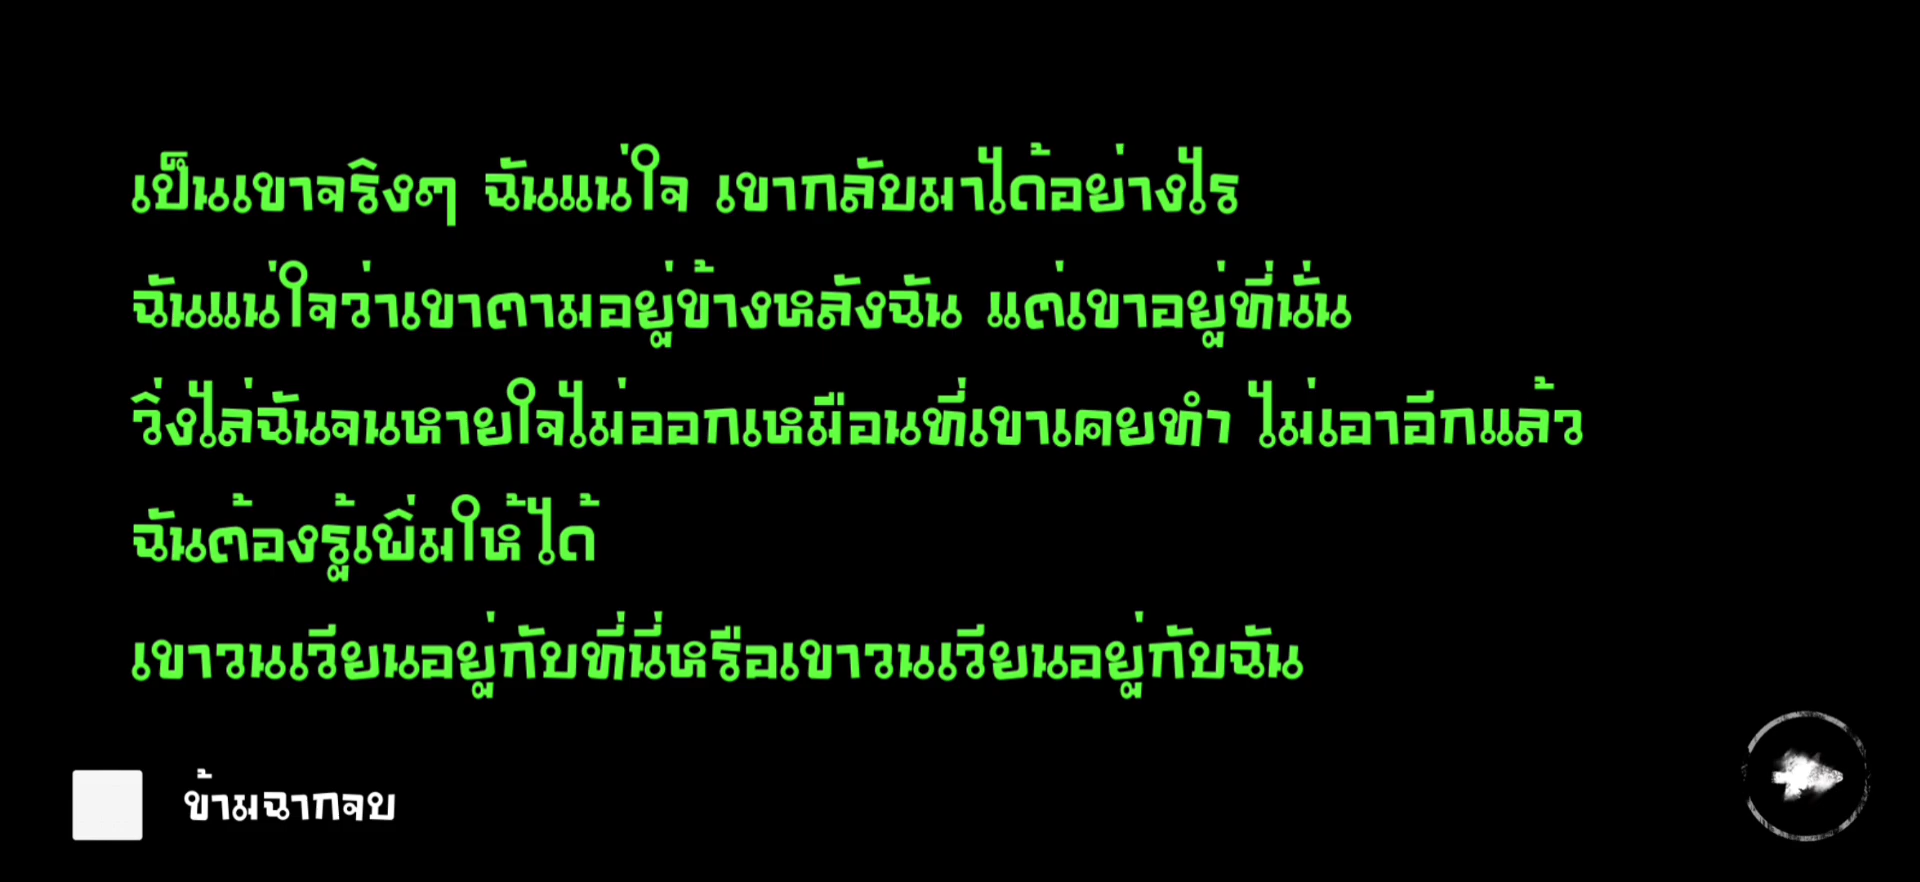 เป็นเขาจริงๆ ฉันแน่ใจ เขากลับมาได้อย่างไร
ฉันแน่ใจว่าเขาตามอยู่ข้างหลังฉัน แต่เขาอยู่ที่นั่น
วิ่งไล่ฉันจนหายใจไม่ออกเหมือนที่เขาเคยทำ ไม่เอาอีกแล้ว
ฉันต้องรู้เพิ่มให้ได้
เขาวนเวียนอยู่กับที่นี่หรือเขาวนเวียนอยู่กับฉัน
ข้ามฉากจบ